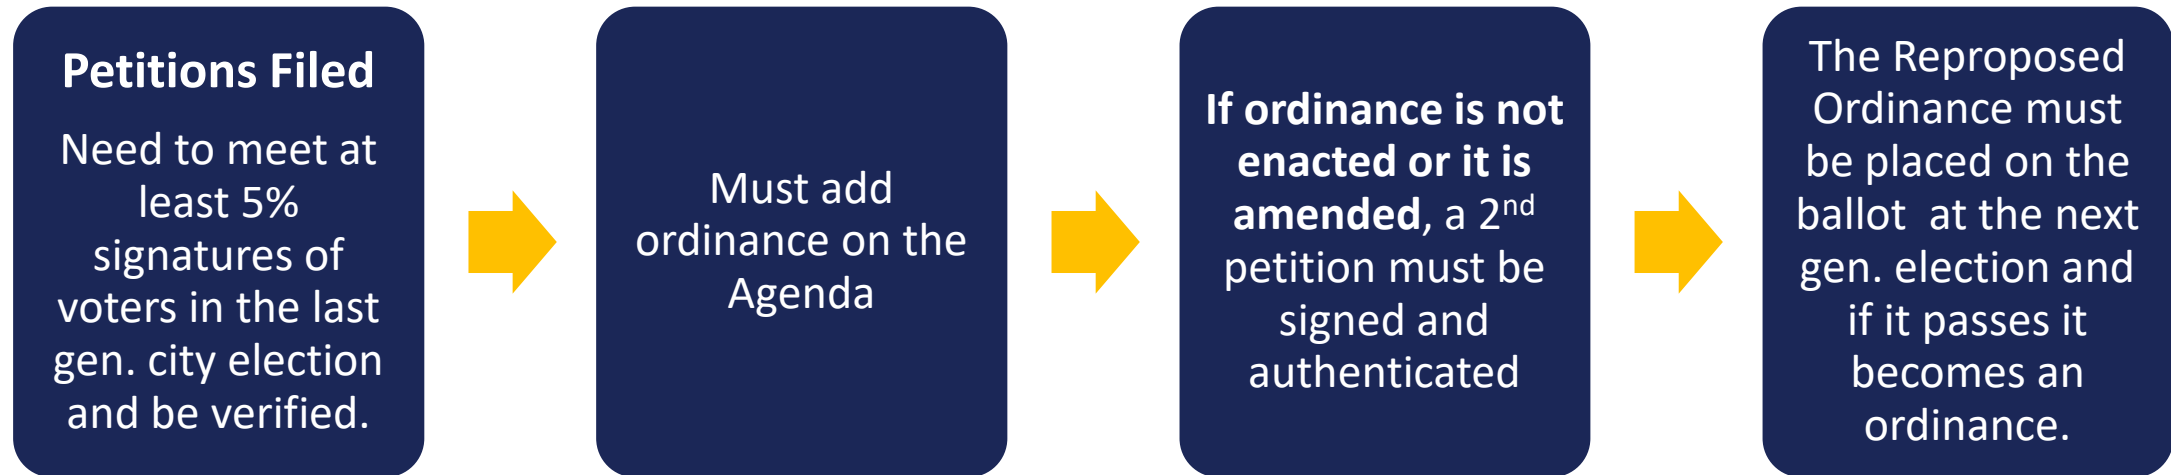 Petitions Filed
Need to meet at
least 5%
signatures of
voters in the last
gen. city election
and be verified.
Must add
ordinance on the
Agenda
If ordinance is not
enacted or it is
amended, a 2nd
petition must be
signed and
authenticated
The Reproposed
Ordinance must
be placed on the
ballot at the next
gen. election and
if it passes it
becomes an
ordinance.